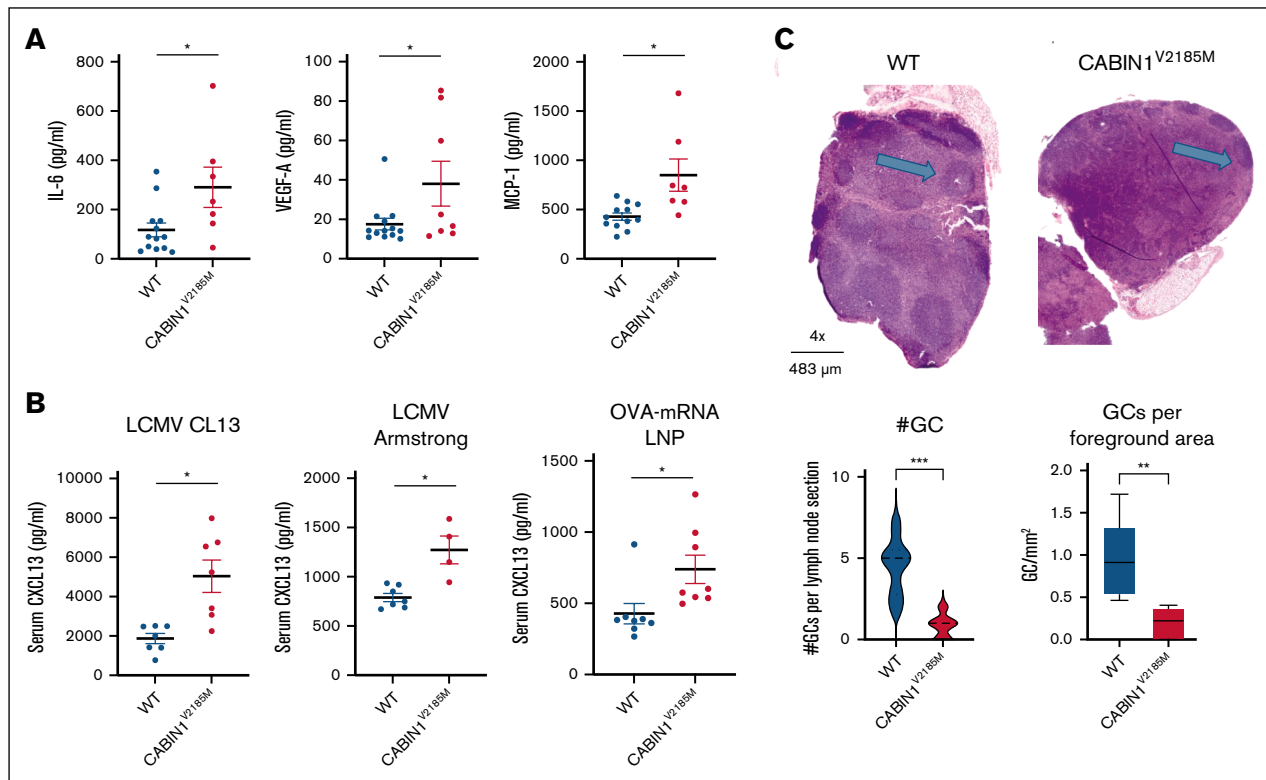 A
*
IL-6 (pg/ml)
800
600
400
200
0
WT
CABIN1V2185M
*
VEGF-A (pg/ml)
100
80
60
40
20
0
WT
CABIN1V2185M
*
MCP-1 (pg/ml)
2000
1500
1000
500
0
WT
CABIN1V2185M
B
LCMV CL13
*
Serum CXCL13 (pg/ml)
10000
8000
6000
4000
2000
0
WT
CABIN1V2185M
LCMV
Armstrong
*
Serum CXCL13 (pg/ml)
2000
1500
1000
500
0
WT
CABIN1V2185M
OVA-mRNA
LNP
*
Serum CXCL13 (pg/ml)
1500
1000
500
0
WT
CABIN1V2185M
C
WT
CABIN1V2185M
4x
483 µm
#GC
***
#GCs per lymph node section
10
5
0
WT
CABIN1V2185M
GCs per
foreground area
**
GC/mm2
2.0
1.5
1.0
0.5
0.0
WT
CABIN1V2185M